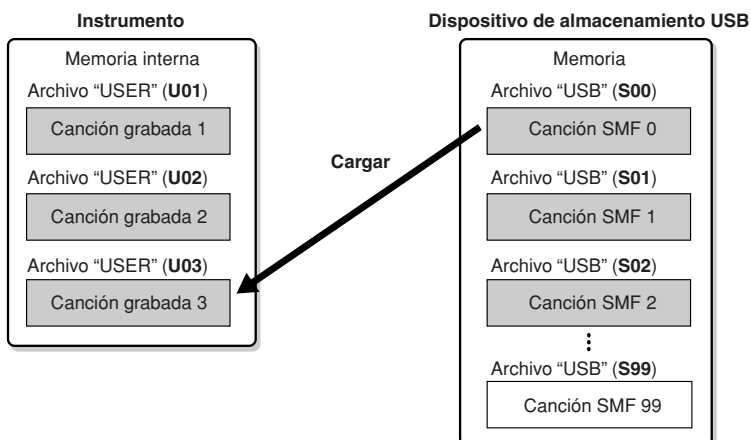 Instrumento
Memoria interna
Archivo “USER” (U01)
Canción grabada 1
Archivo “USER” (U02)
Canción grabada 2
Archivo “USER” (U03)
Canción grabada 3
Cargar
Dispositivo de almacenamiento USB
Memoria
Archivo “USB” (S00)
Canción SMF 0
Archivo “USB” (S01)
Canción SMF 1
Archivo “USB” (S02)
Canción SMF 2
Archivo “USB” (S99)
Canción SMF 99